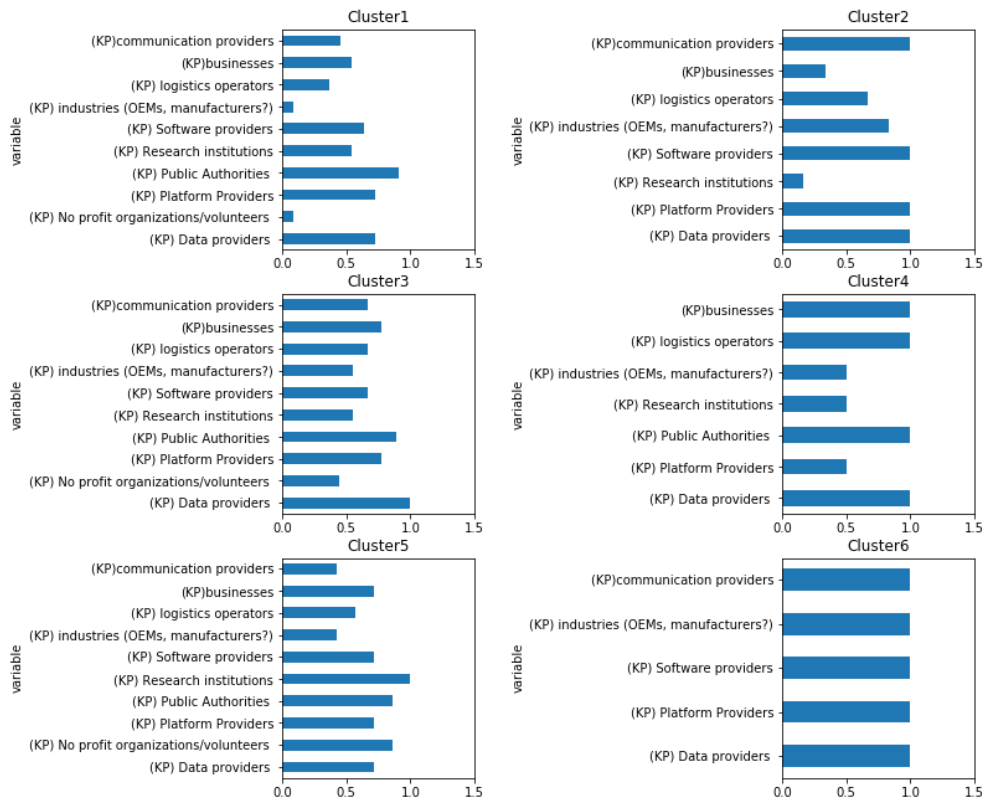 Cluster1
(KP)communication providers
(KP)businesses
(KP) logistics operators
(KP) industries (OEMs, manufacturers?)
(KP) Software providers
(KP) Research institutions
(KP) Public Authorities
(KP) Platform Providers
(KP) No profit organizations/volunteers
(KP) Data providers
variable
0.0 0.5 1.0 1.5
Cluster2
(KP)communication providers
(KP)businesses
(KP) logistics operators
(KP) industries (OEMs, manufacturers?)
(KP) Software providers
(KP) Research institutions
(KP) Platform Providers
(KP) Data providers
variable
0.0 0.5 1.0 1.5
Cluster3
(KP)communication providers
(KP)businesses
(KP) logistics operators
(KP) industries (OEMs, manufacturers?)
(KP) Software providers
(KP) Research institutions
(KP) Public Authorities
(KP) Platform Providers
(KP) No profit organizations/volunteers
(KP) Data providers
variable
0.0 0.5 1.0 1.5
Cluster4
(KP)businesses
(KP) logistics operators
(KP) industries (OEMs, manufacturers?)
(KP) Research institutions
(KP) Public Authorities
(KP) Platform Providers
(KP) Data providers
variable
0.0 0.5 1.0 1.5
Cluster5
(KP)communication providers
(KP)businesses
(KP) logistics operators
(KP) industries (OEMs, manufacturers?)
(KP) Software providers
(KP) Research institutions
(KP) Public Authorities
(KP) Platform Providers
(KP) No profit organizations/volunteers
(KP) Data providers
variable
0.0 0.5 1.0 1.5
Cluster6
(KP)communication providers
(KP) industries (OEMs, manufacturers?)
(KP) Software providers
(KP) Platform Providers
(KP) Data providers
variable
0.0 0.5 1.0 1.5